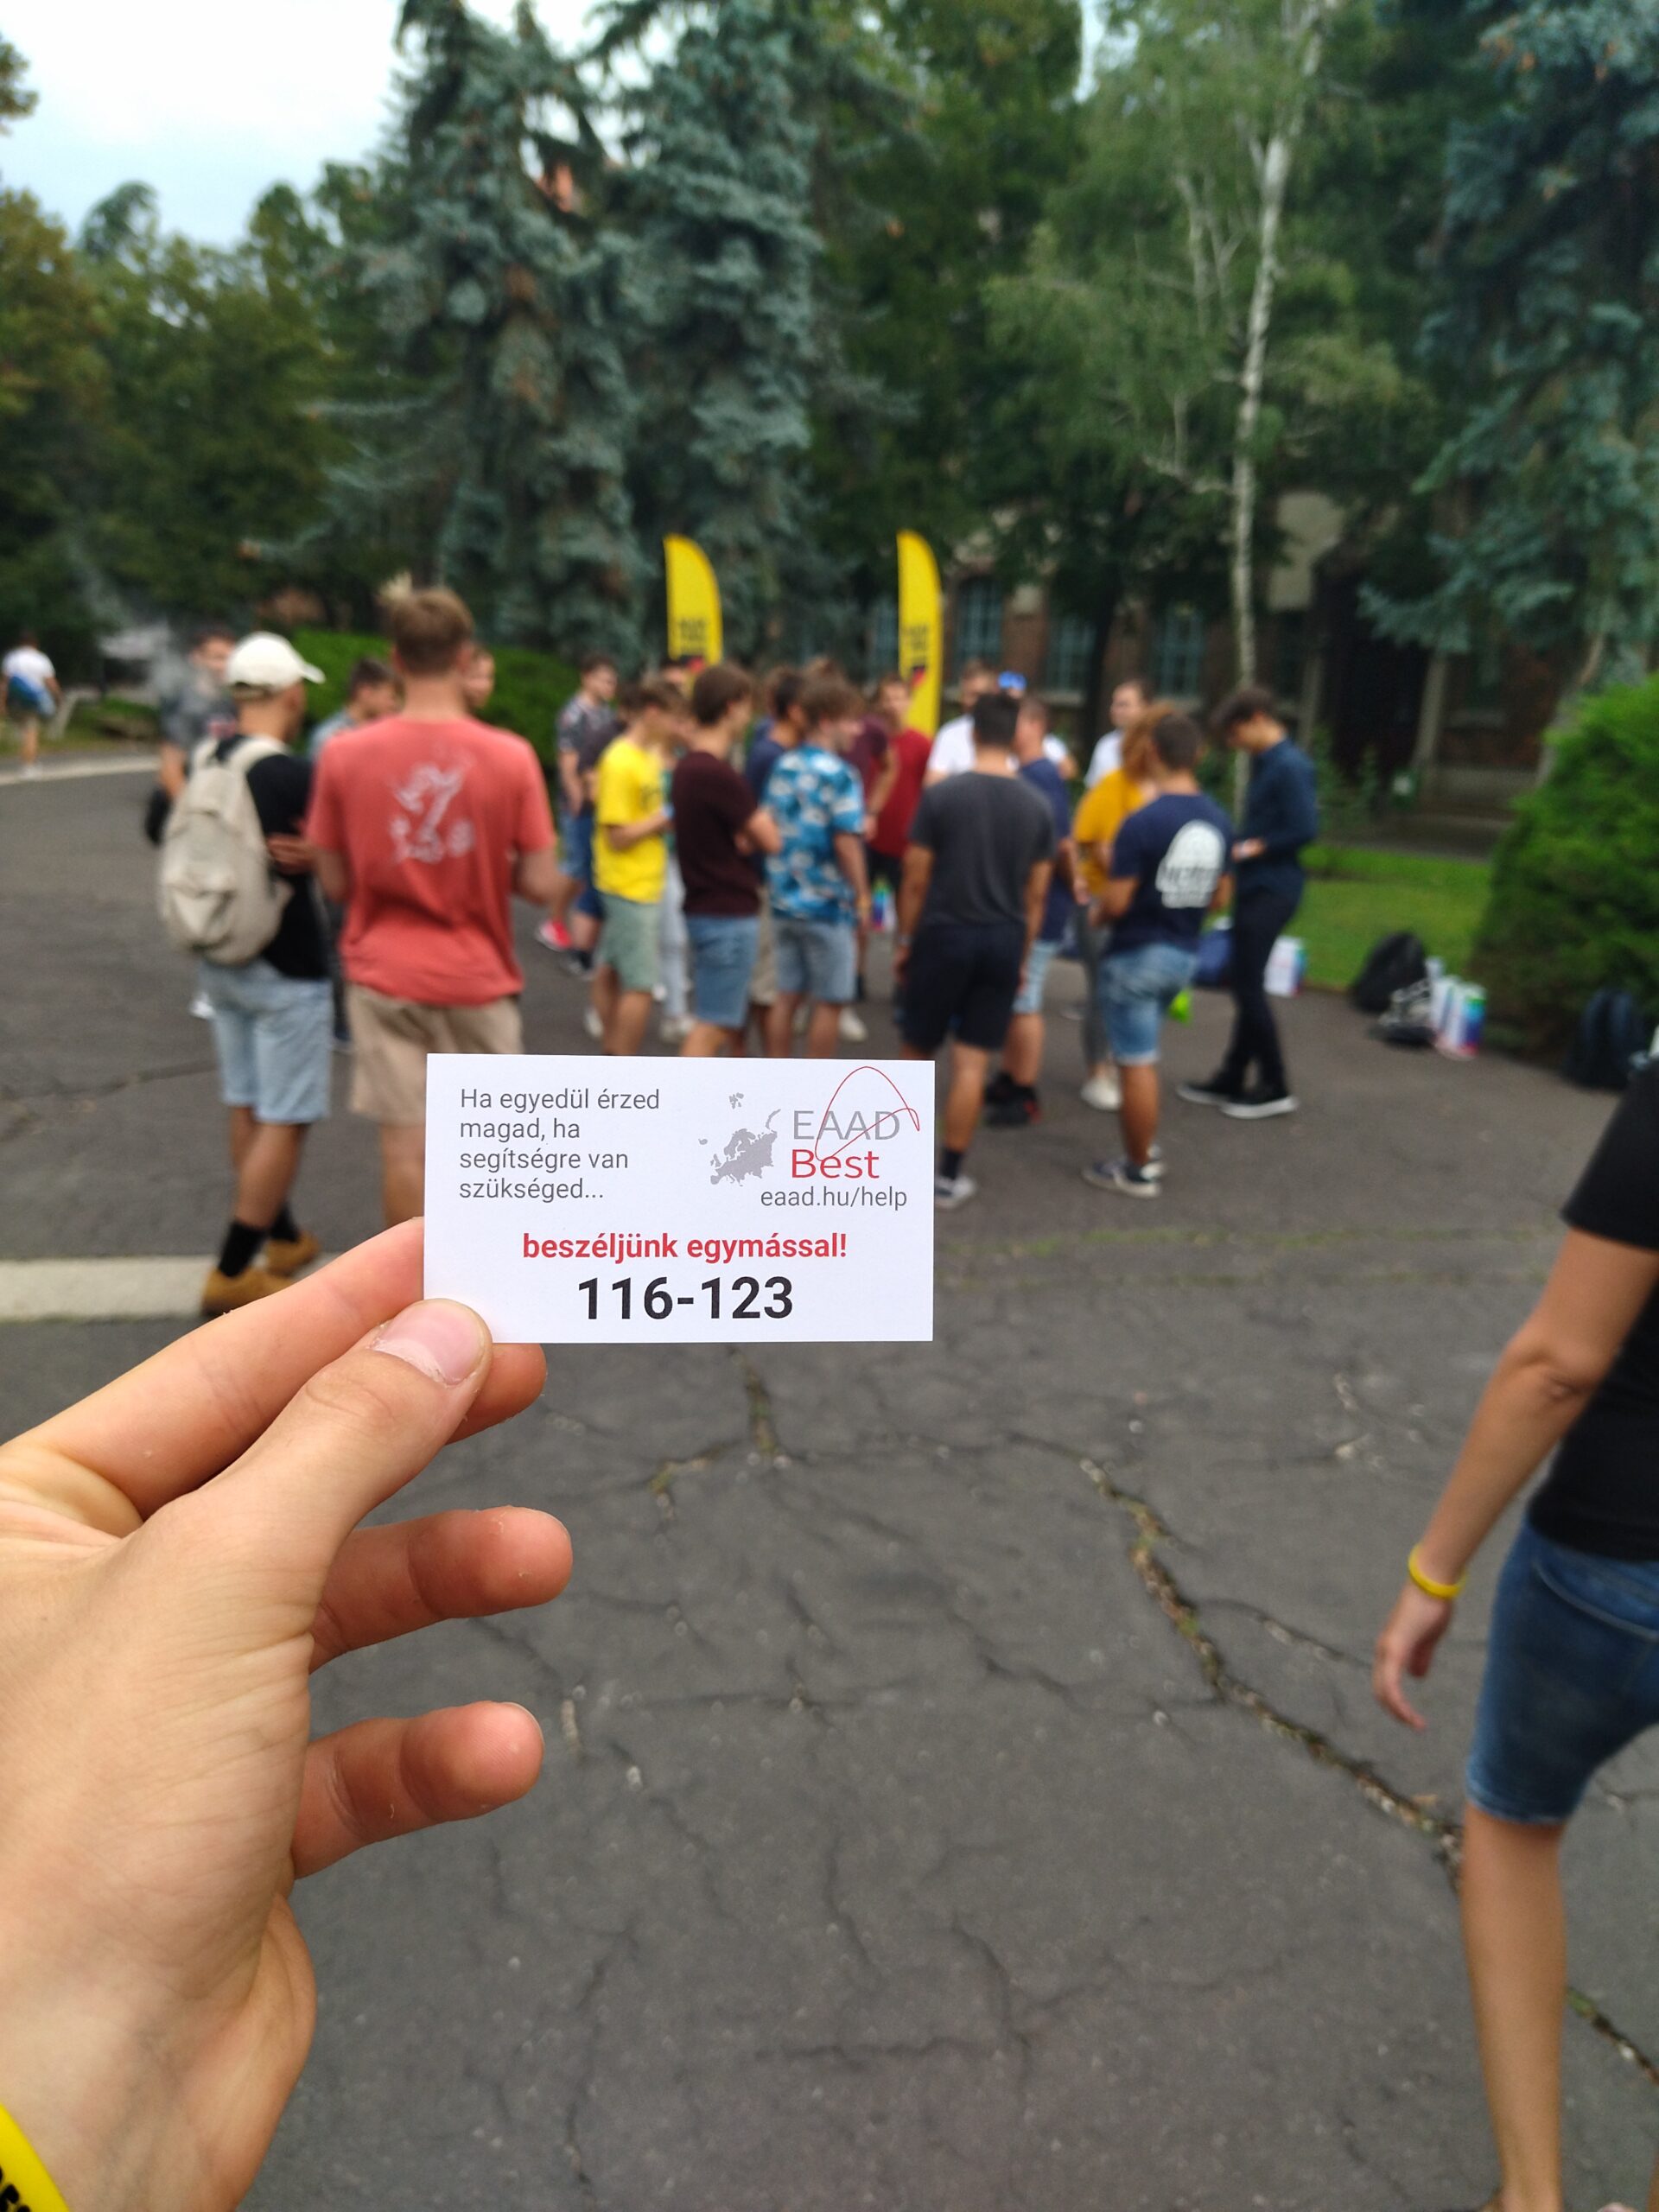 Ha egyedül érzed
magad, ha
segítségre van
szükséged...
EAAD
Best
eaad.hu/help
beszéljünk egymással!
116-123